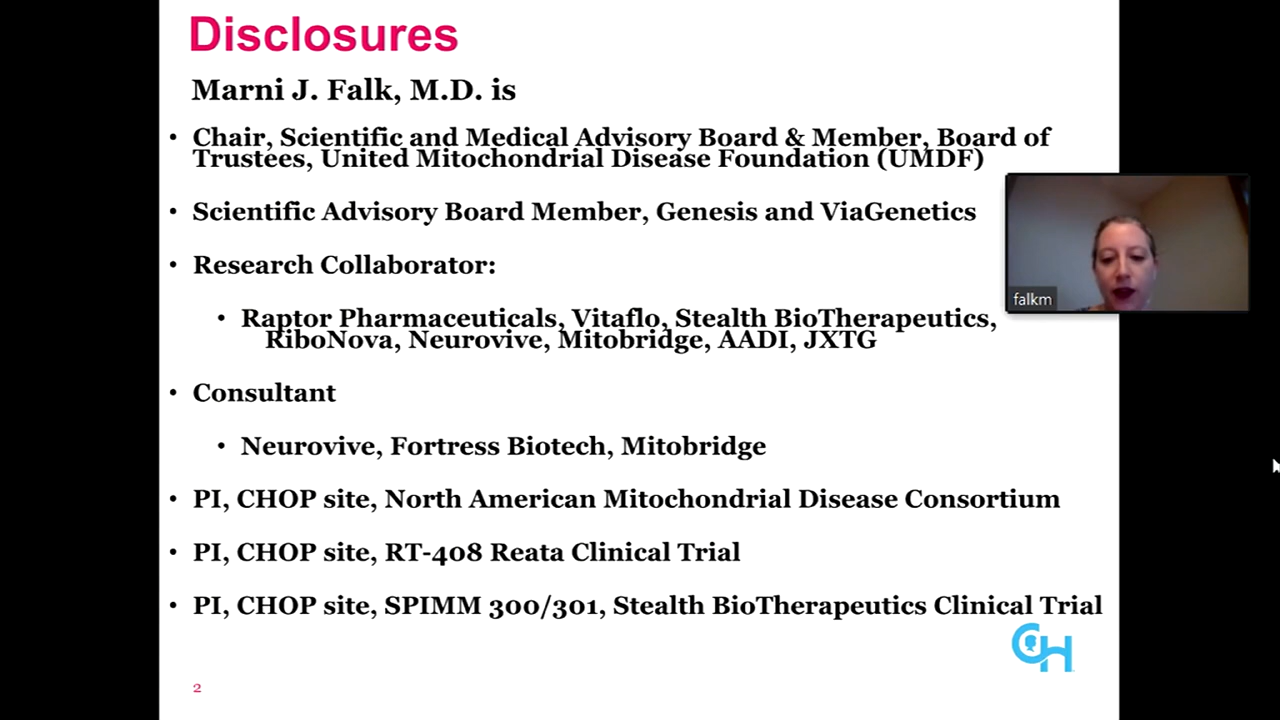 Disclosures
Marni J. Falk, M.D. is
• Chair, Scientific and Medical Advisory Board & Member, Board of
Trustees, United Mitochondrial Disease Foundation (UMDF)
• Scientific Advisory Board Member, Genesis and ViaGenetics
• Research Collaborator:
• Raptor Pharmaceuticals, Vitaflo, Stealth BioTherapeutics,
RiboNova, Neurovive, Mitobridge, AADI, JXTG
• Consultant
• Neurovive, Fortress Biotech, Mitobridge
• PI, CHOP site, North American Mitochondrial Disease Consortium
• PI, CHOP site, RT-408 Reata Clinical Trial
• PI, CHOP site, SPIMM 300/301, Stealth BioTherapeutics Clinical Trial
falkm
CH
2